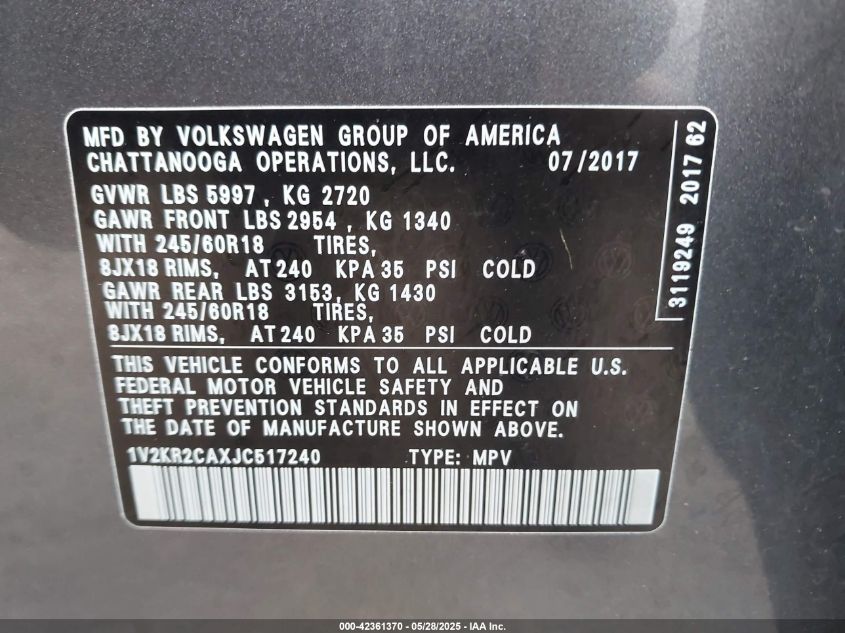 MFD BY VOLKSWAGEN GROUP OF AMERICA
CHATTANOOGA OPERATIONS, LLC. 07/2017
GVWR LBS 5997, KG 2720
GAWR FRONT LBS 2954, KG 1340
WITH 245/60R18 TIRES,
8JX18 RIMS, AT 240 KPA 35 PSI COLD
GAWR REAR LBS 3153, KG 1430
WITH 245/60R18 TIRES,
8JX18 RIMS, AT 240 KPA 35 PSI COLD
THIS VEHICLE CONFORMS TO ALL APPLICABLE U.S.
FEDERAL MOTOR VEHICLE SAFETY AND
THEFT PREVENTION STANDARDS IN EFFECT ON
THE DATE OF MANUFACTURE SHOWN ABOVE.
1V2KR2CAXJC517240 TYPE: MPV
3119249 2017 62
000-42361370 - 05/28/2025 - IAA Inc.